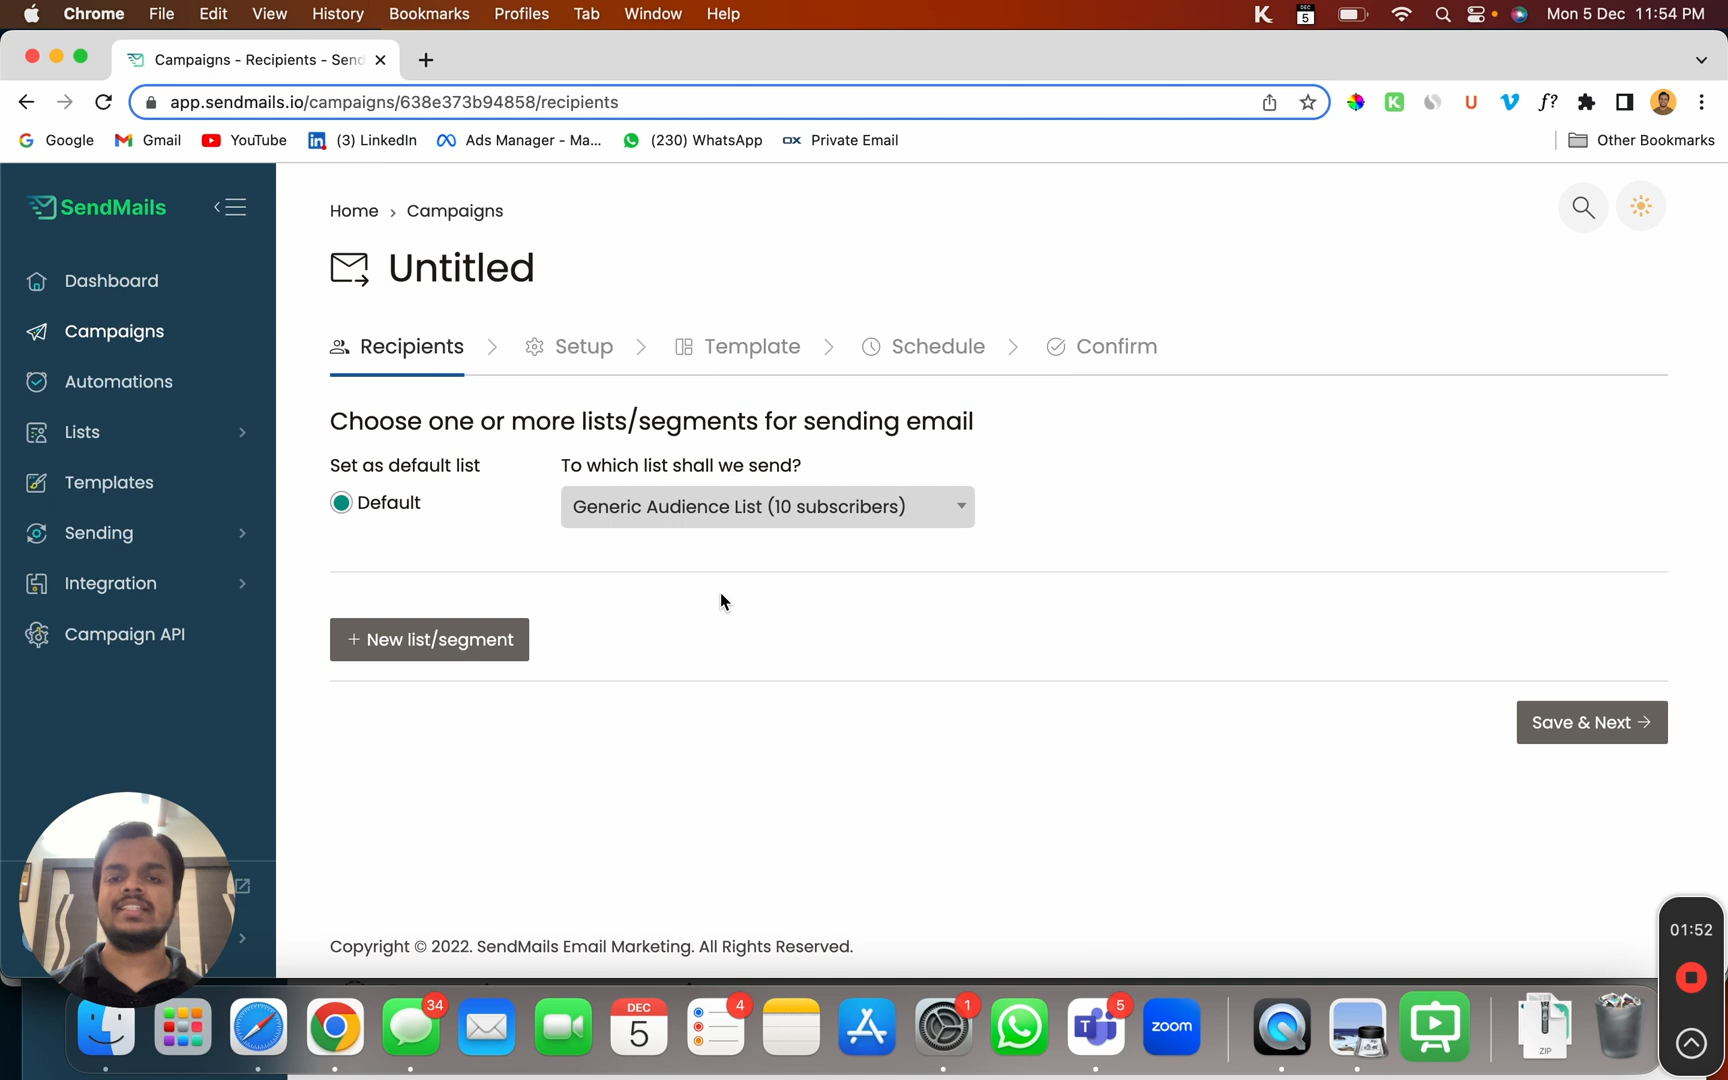 Chrome File Edit View History Bookmarks Profiles Tab Window Help
DEC 5
Mon 5 Dec 11:54 PM
Campaigns - Recipients - Send
app.sendmails.io/campaigns/638e373b94858/recipients
K U f?
Google Gmail YouTube (3) LinkedIn Ads Manager - Ma... (230) WhatsApp OX Private Email Other Bookmarks
SendMails
Dashboard
Campaigns
Automations
Lists
Templates
Sending
Integration
Campaign API
Home Campaigns
Untitled
Recipients Setup Template Schedule Confirm
Choose one or more lists/segments for sending email
Set as default list To which list shall we send?
Default Generic Audience List (10 subscribers)
+ New list/segment
Save & Next →
Copyright © 2022. SendMails Email Marketing. All Rights Reserved.
01:52
34 DEC 5 4 1 5 zoom ZIP